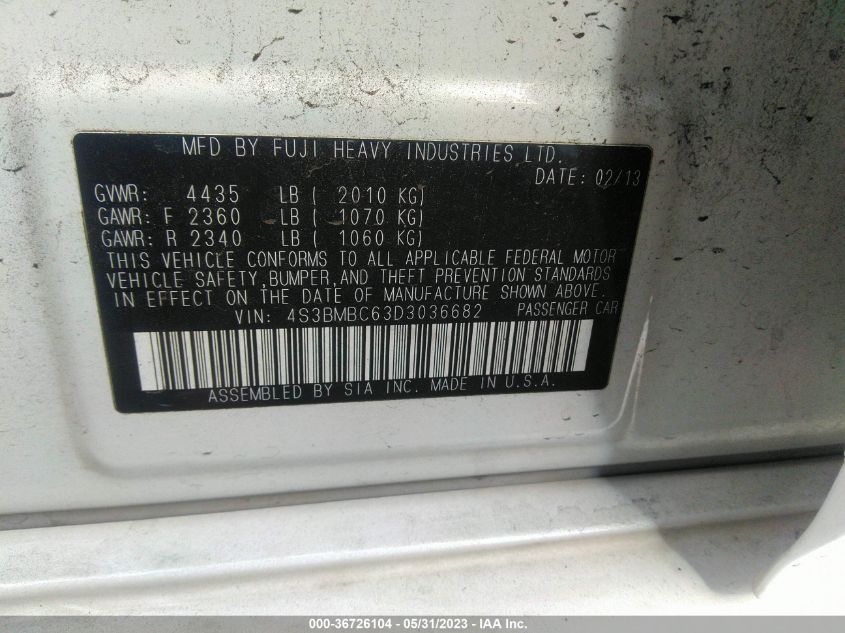 MFD BY FUJI HEAVY INDUSTRIES LTD.
DATE: 02/13
GVWR: 4435 LB ( 2010 KG)
GAWR: F 2360 LB ( 1070 KG)
GAWR: R 2340 LB ( 1060 KG)
THIS VEHICLE CONFORMS TO ALL APPLICABLE FEDERAL MOTOR
VEHICLE SAFETY,BUMPER,AND THEFT PREVENTION STANDARDS
IN EFFECT ON THE DATE OF MANUFACTURE SHOWN ABOVE.
VIN: 4S3BMBC63D3036682 PASSENGER CAR
ASSEMBLED BY SIA INC. MADE IN U.S.A.
000-36726104 - 05/31/2023 - IAA Inc.